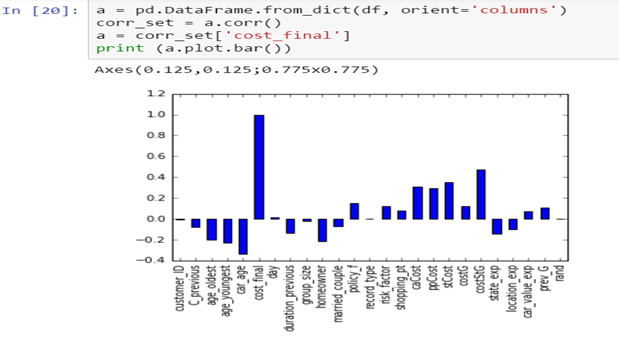 In [20]: a = pd.DataFrame.from_dict(df, orient='columns')
corr_set = a.corr()
a = corr_set['cost_final']
print (a.plot.bar())
Axes(0.125,0.125;0.775x0.775)
1.2
1.0
0.8
0.6
0.4
0.2
0.0
−0.2
−0.4
customer_ID
C_previous
age_oldest
age_youngest
car_age
cost_final
day
duration_previous
group_size
homeowner
married_couple
policy_f
record_type
risk_factor
shopping_pt
caCost
ppCost
stCost
costG
costStG
state_exp
location_exp
car_value_exp
prev_G
rand